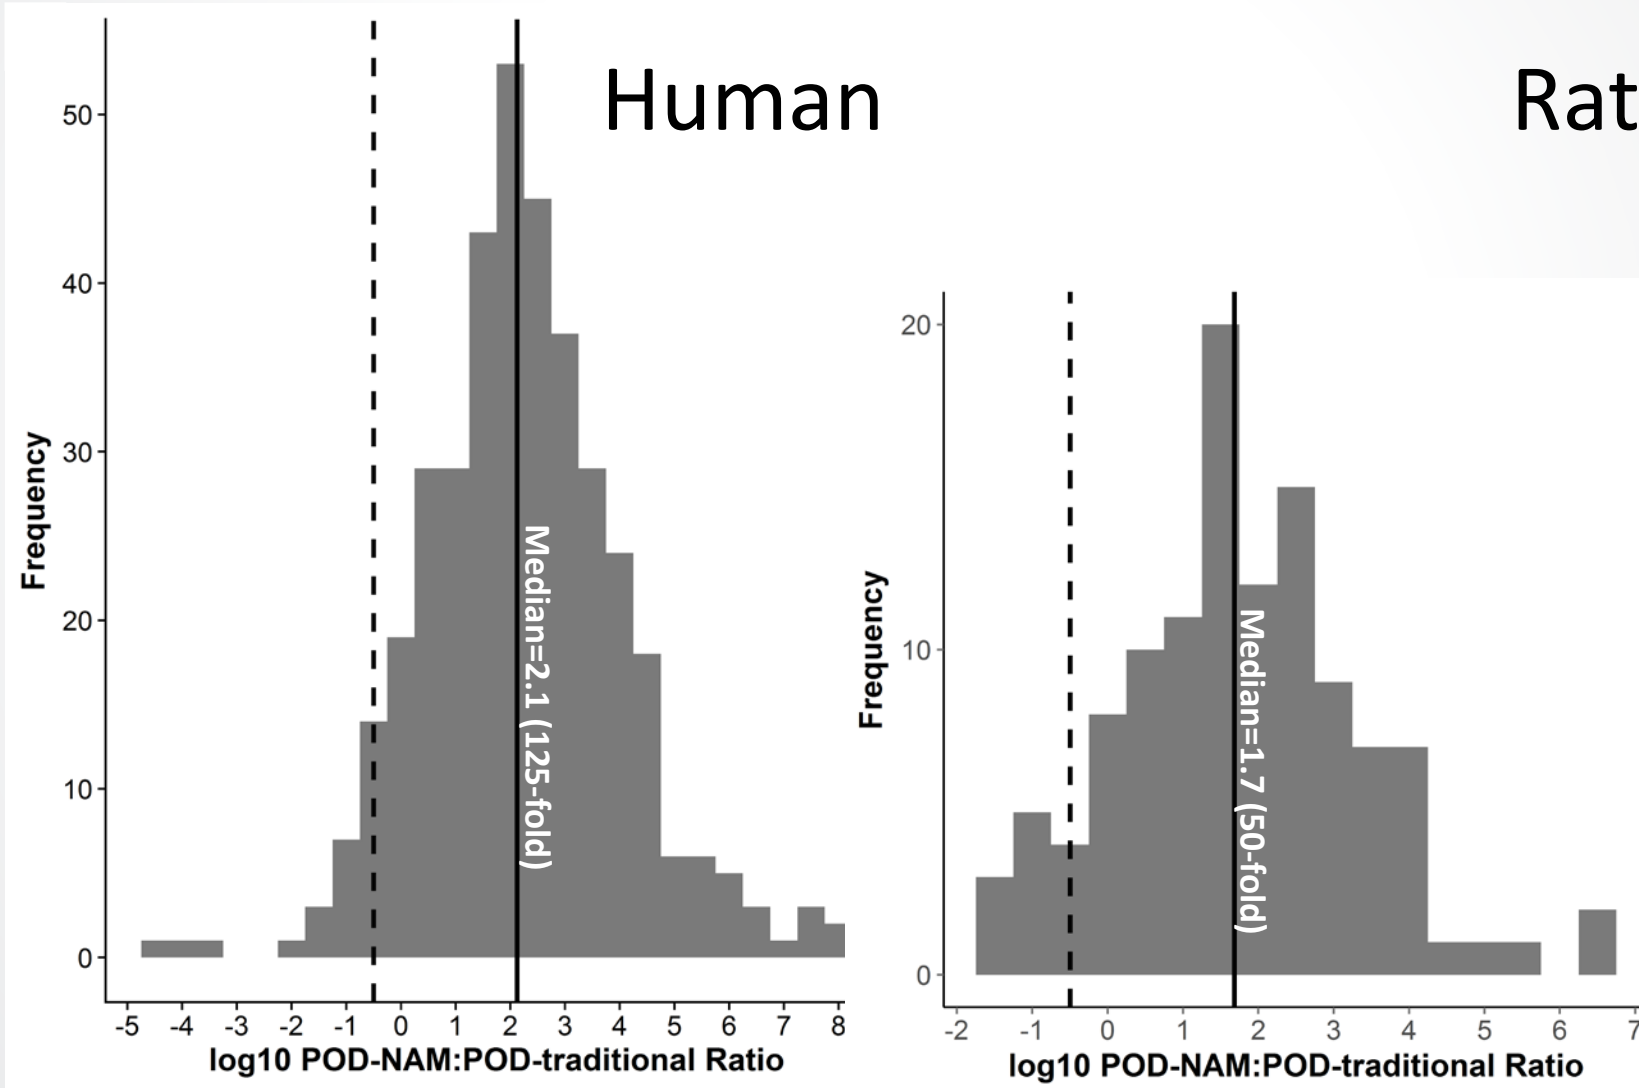 Human
50
40
30
20
10
0
Frequency
Median=2.1 (125-fold)
-5 -4 -3 -2 -1 0 1 2 3 4 5 6 7 8
log10 POD-NAM:POD-traditional Ratio
Rat
20
10
0
Frequency
Median=1.7 (50-fold)
-2 -1 0 1 2 3 4 5 6 7
log10 POD-NAM:POD-traditional Ratio